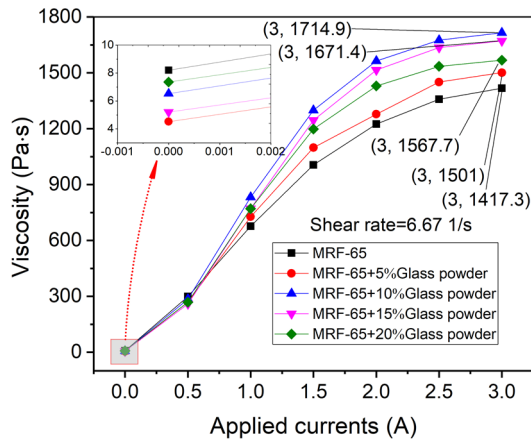 1800
1500
1200
900
600
300
0
Viscosity (Pa·s)
10
8
6
4
-0.001 0.000 0.001 0.002
(3, 1714.9)
(3, 1671.4)
(3, 1567.7)
(3, 1501)
(3, 1417.3)
Shear rate=6.67 1/s
MRF-65
MRF-65+5%Glass powder
MRF-65+10%Glass powder
MRF-65+15%Glass powder
MRF-65+20%Glass powder
0.0 0.5 1.0 1.5 2.0 2.5 3.0
Applied currents (A)